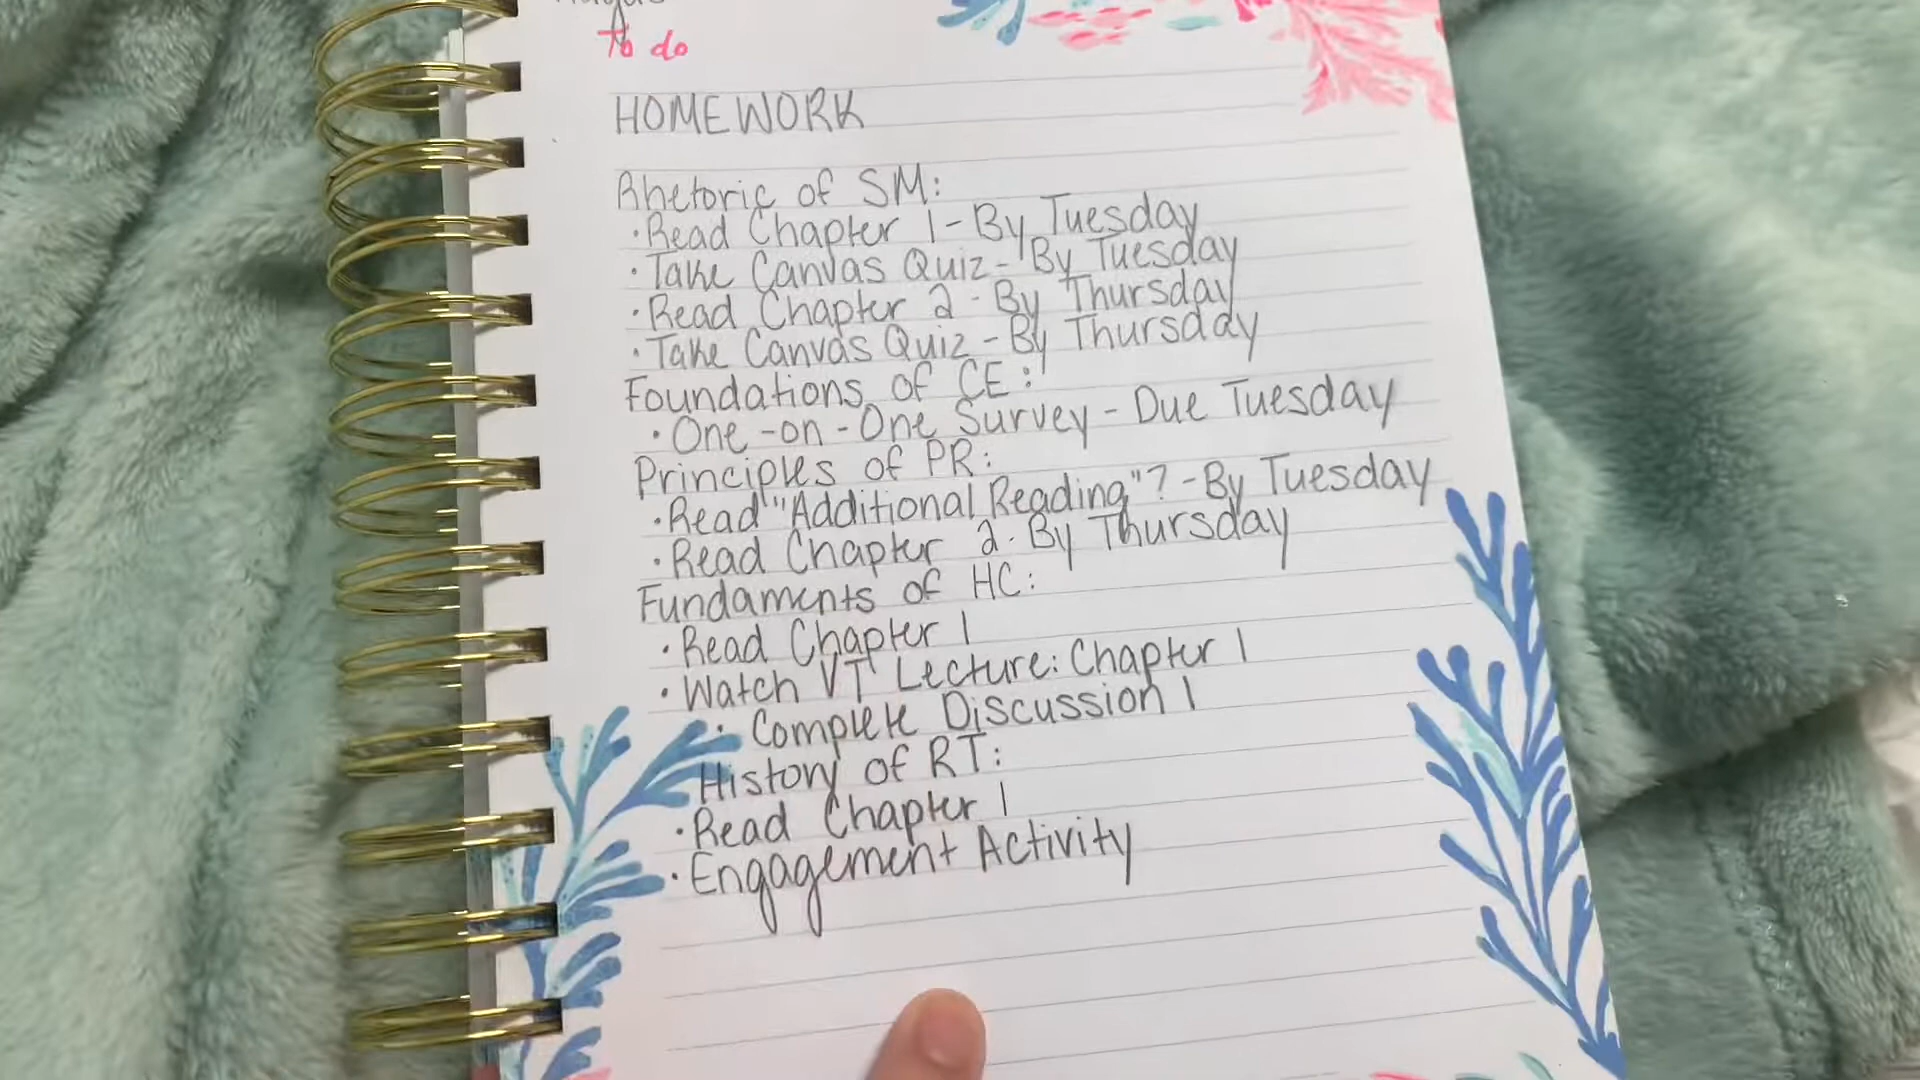 To do
HOMEWORK
Rhetoric of SM:
·Read Chapter 1-By Tuesday
·Take Canvas Quiz-By Tuesday
·Read Chapter 2-By Thursday
·Take Canvas Quiz-By Thursday
Foundations of CE:
·One-on-One Survey-Due Tuesday
Principles of PR:
·Read "Additional Reading"?-By Tuesday
·Read Chapter 2-By Thursday
Fundaments of HC:
·Read Chapter 1
·Watch VT Lecture: Chapter 1
·Complete Discussion 1
History of RT:
·Read Chapter 1
·Engagement Activity